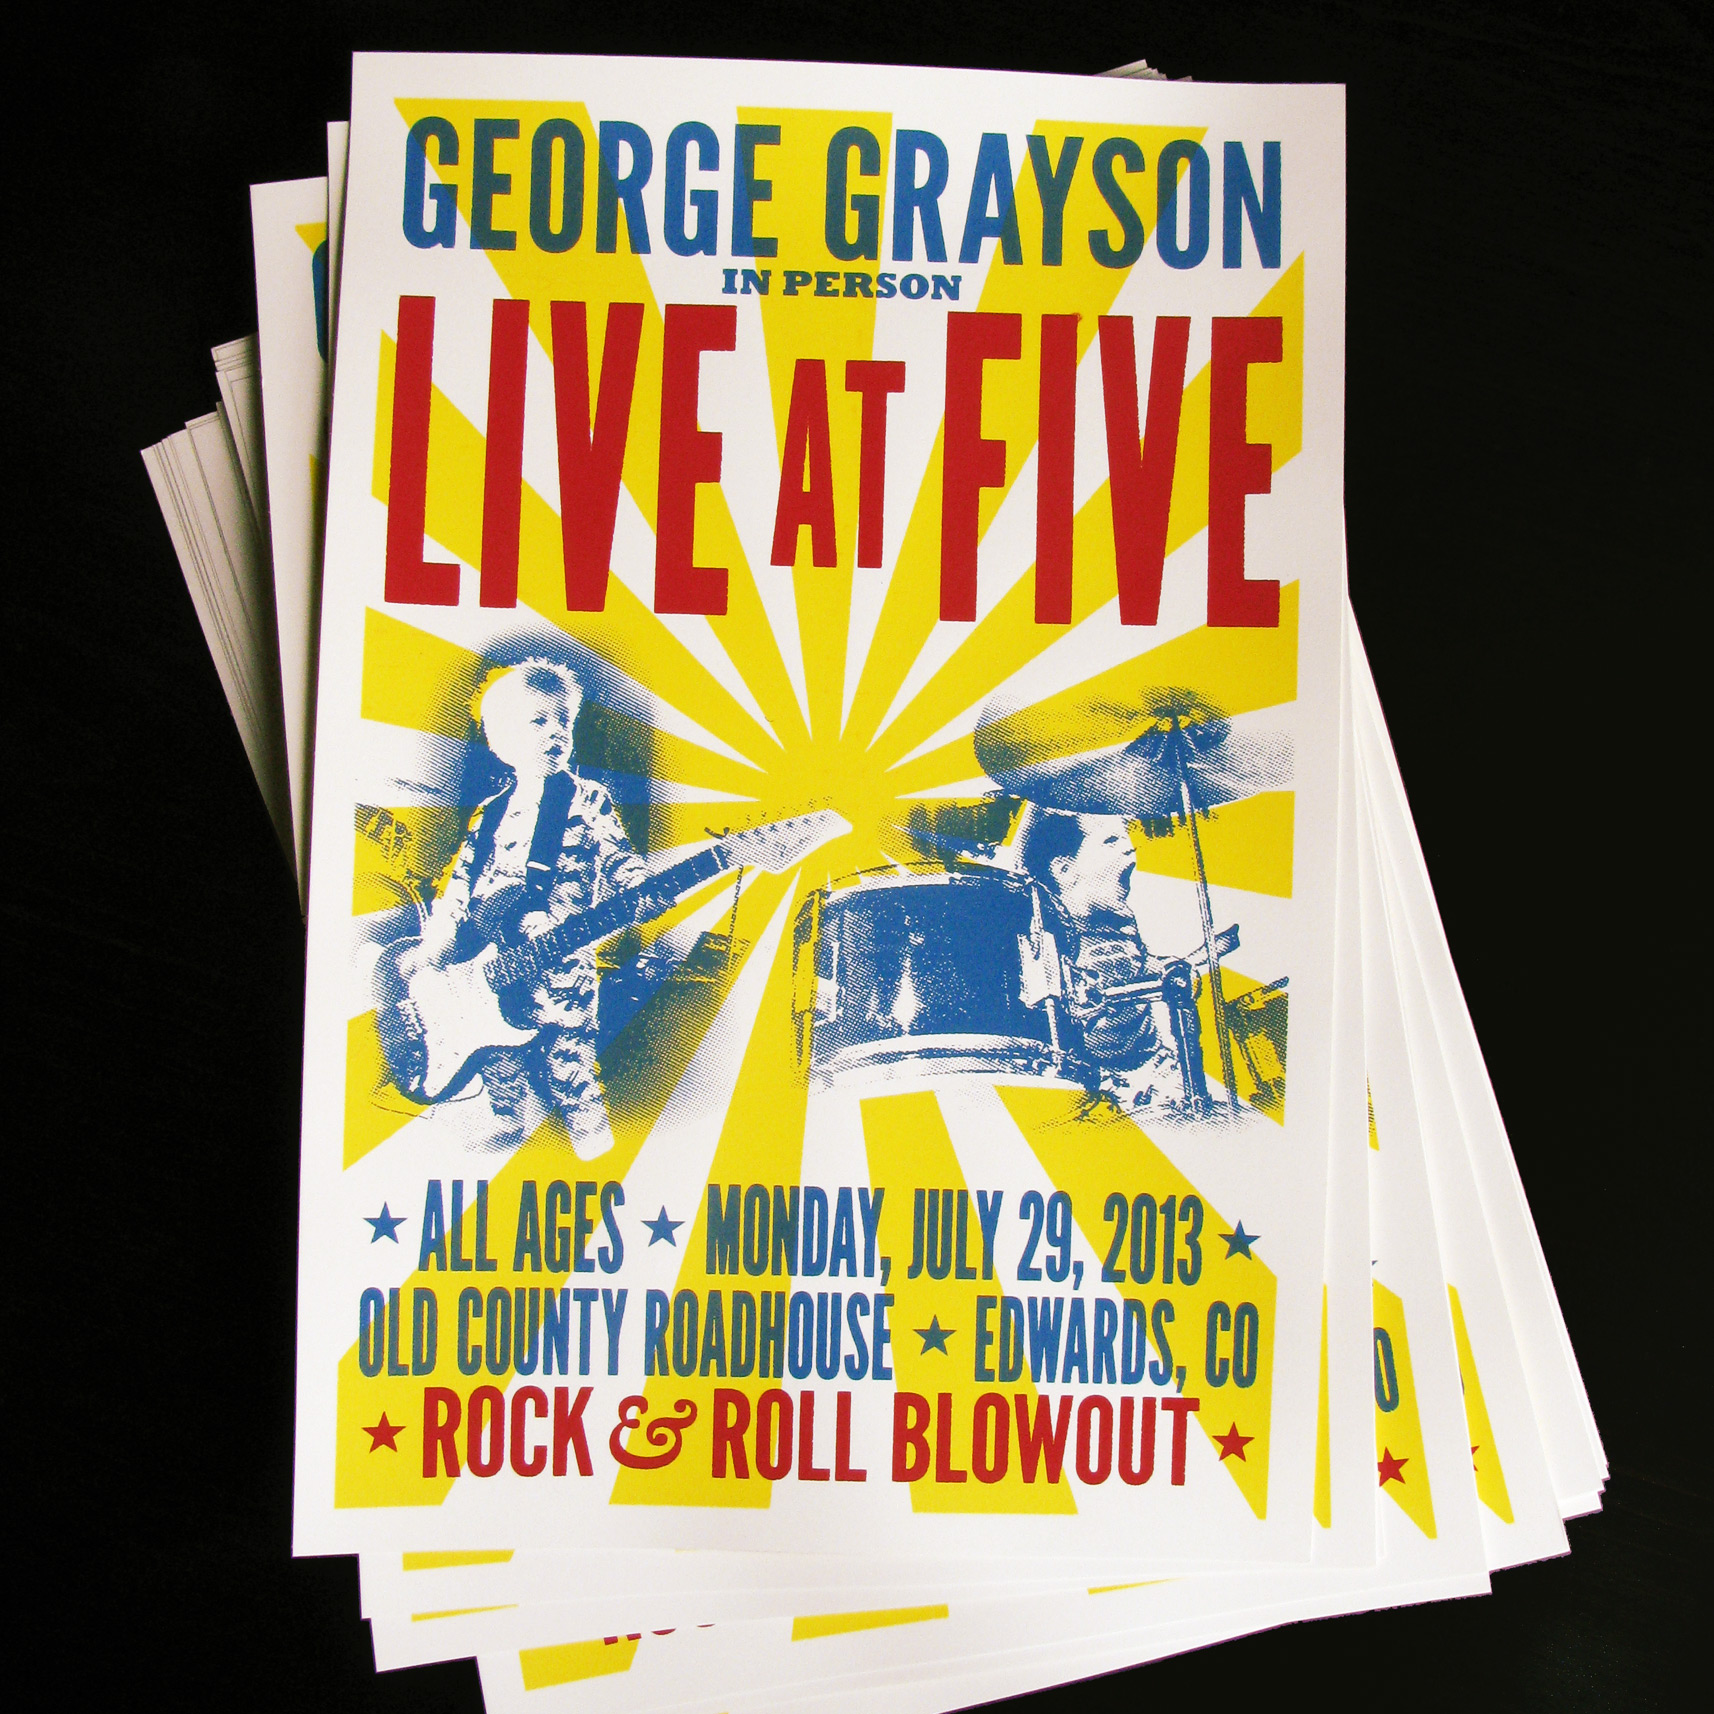 GEORGE GRAYSON
IN PERSON
LIVE AT FIVE
★ ALL AGES ★ MONDAY, JULY 29, 2013 ★
OLD COUNTY ROADHOUSE ★ EDWARDS, CO
★ ROCK & ROLL BLOWOUT ★